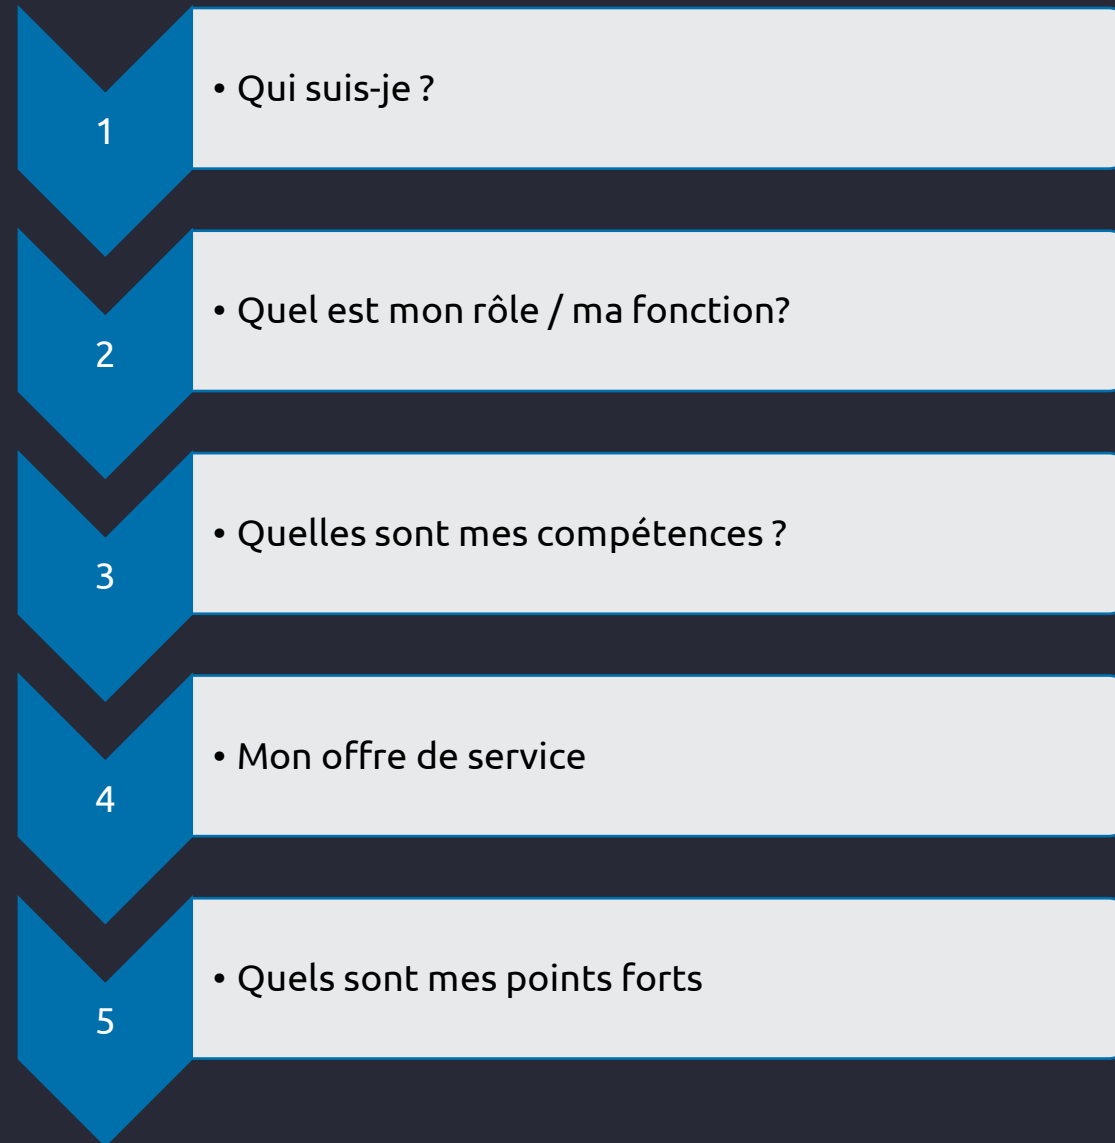 1
• Qui suis-je ?
2
• Quel est mon rôle / ma fonction?
3
• Quelles sont mes compétences ?
4
• Mon offre de service
5
• Quels sont mes points forts